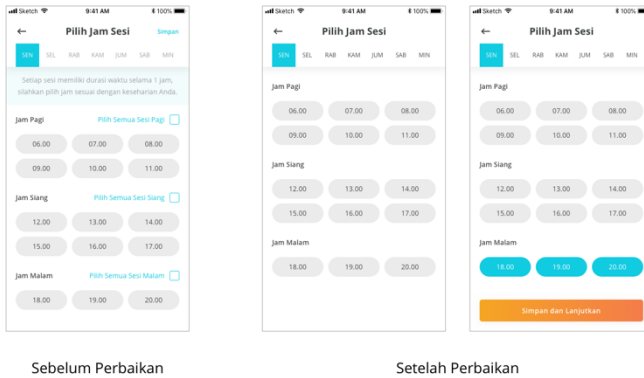 Sketch 9:41 AM 100%
Pilih Jam Sesi Simpan
SEN SEL RAB KAM JUM SAB MIN
Setiap sesi memiliki durasi waktu selama 1 jam,
silahkan pilih jam sesuai dengan keseharian Anda.
Jam Pagi Pilih Semua Sesi Pagi
06.00 07.00 08.00
09.00 10.00 11.00
Jam Siang Pilih Semua Sesi Siang
12.00 13.00 14.00
15.00 16.00 17.00
Jam Malam Pilih Semua Sesi Malam
18.00 19.00 20.00
Sebelum Perbaikan
Sketch 9:41 AM 100%
Pilih Jam Sesi
SEN SEL RAB KAM JUM SAB MIN
Jam Pagi
06.00 07.00 08.00
09.00 10.00 11.00
Jam Siang
12.00 13.00 14.00
15.00 16.00 17.00
Jam Malam
18.00 19.00 20.00
Sketch 9:41 AM 100%
Pilih Jam Sesi
SEN SEL RAB KAM JUM SAB MIN
Jam Pagi
06.00 07.00 08.00
09.00 10.00 11.00
Jam Siang
12.00 13.00 14.00
15.00 16.00 17.00
Jam Malam
18.00 19.00 20.00
Simpan dan Lanjutkan
Setelah Perbaikan